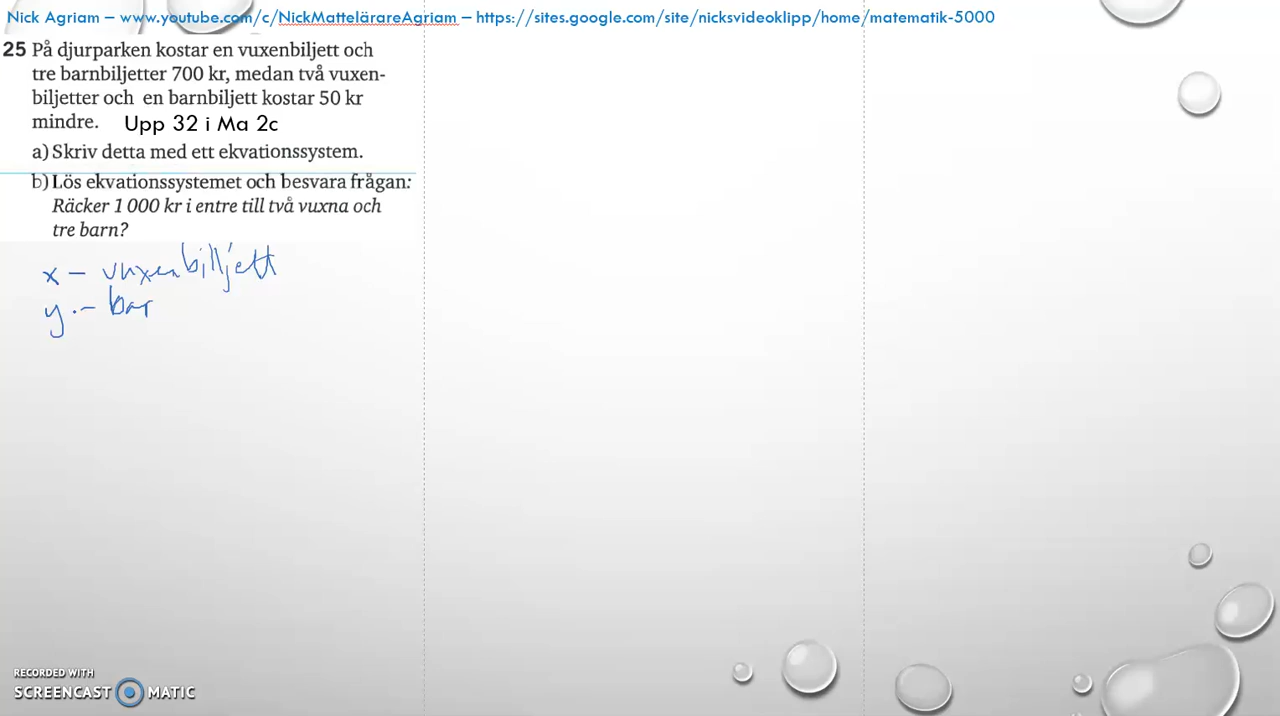 Nick Agriam – www.youtube.com/c/NickMattelärareAgriam – https://sites.google.com/site/nicksvideoklipp/home/matematik-5000
25 På djurparken kostar en vuxenbiljett och
tre barnbiljetter 700 kr, medan två vuxen-
biljetter och en barnbiljett kostar 50 kr
mindre. Upp 32 i Ma 2c
a) Skriv detta med ett ekvationssystem.
b) Lös ekvationssystemet och besvara frågan:
Räcker 1 000 kr i entre till två vuxna och
tre barn?
x – vuxenbilljett
y – bar
RECORDED WITH
SCREENCAST MATIC